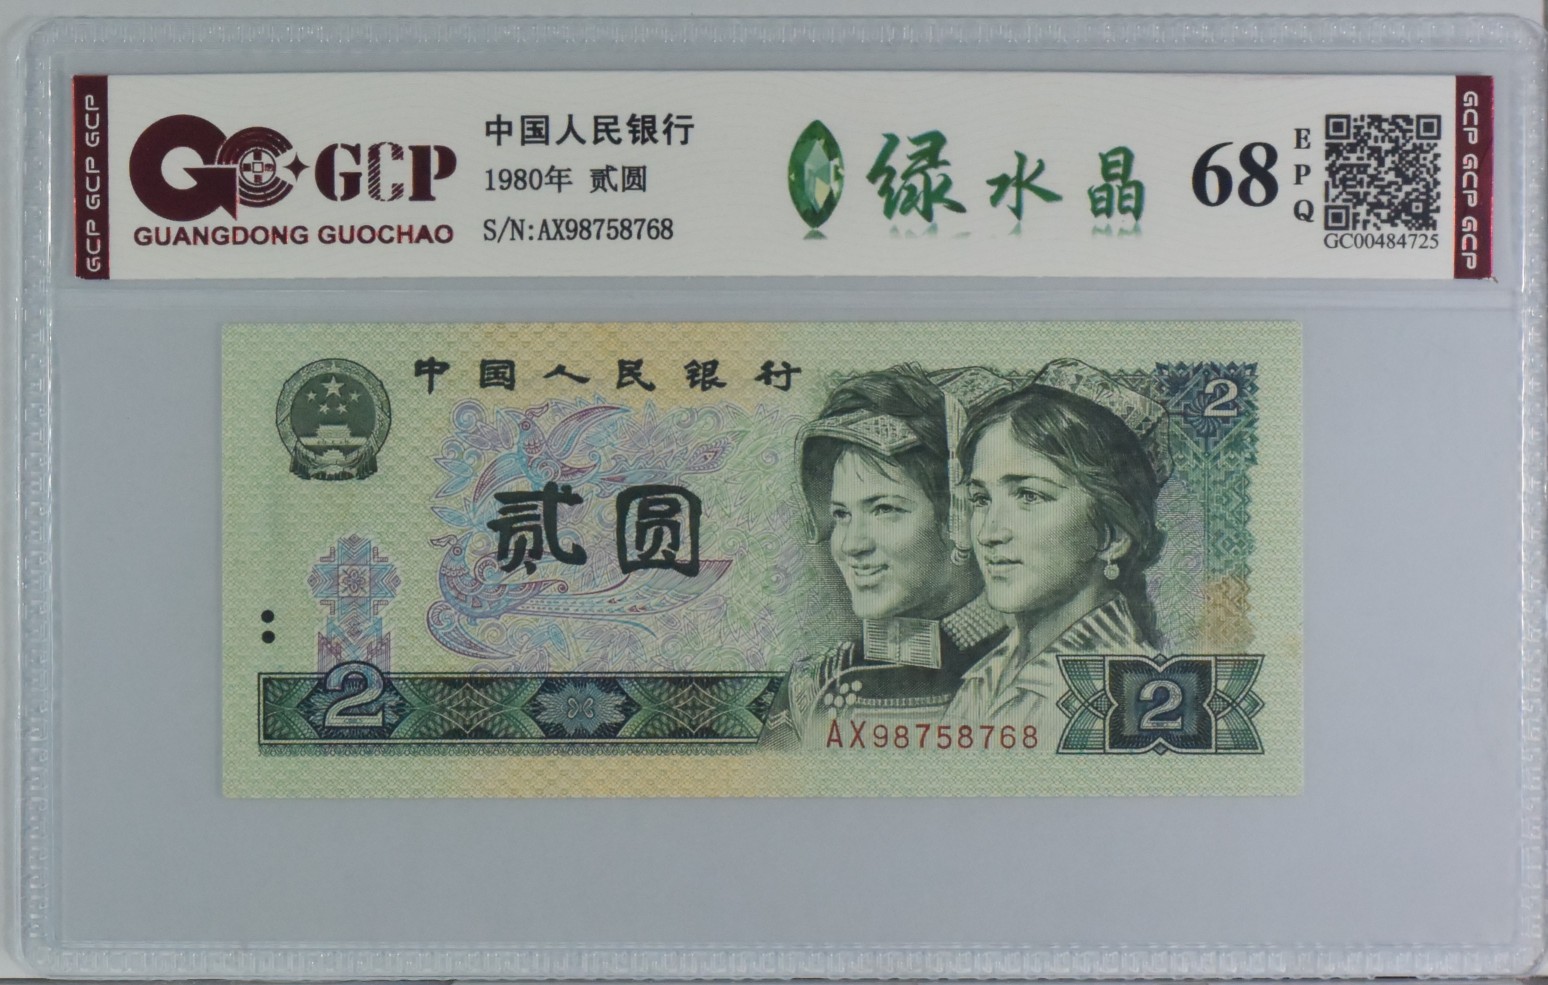 GCP GCP GCP
GCP
GUANGDONG GUOCHAO
中国人民银行
1980年 贰圆
S/N:AX98758768
绿水晶
68
EPQ
GC00484725
GCP GCP GCP
中国人民银行
2
贰圆
2
AX98758768
2